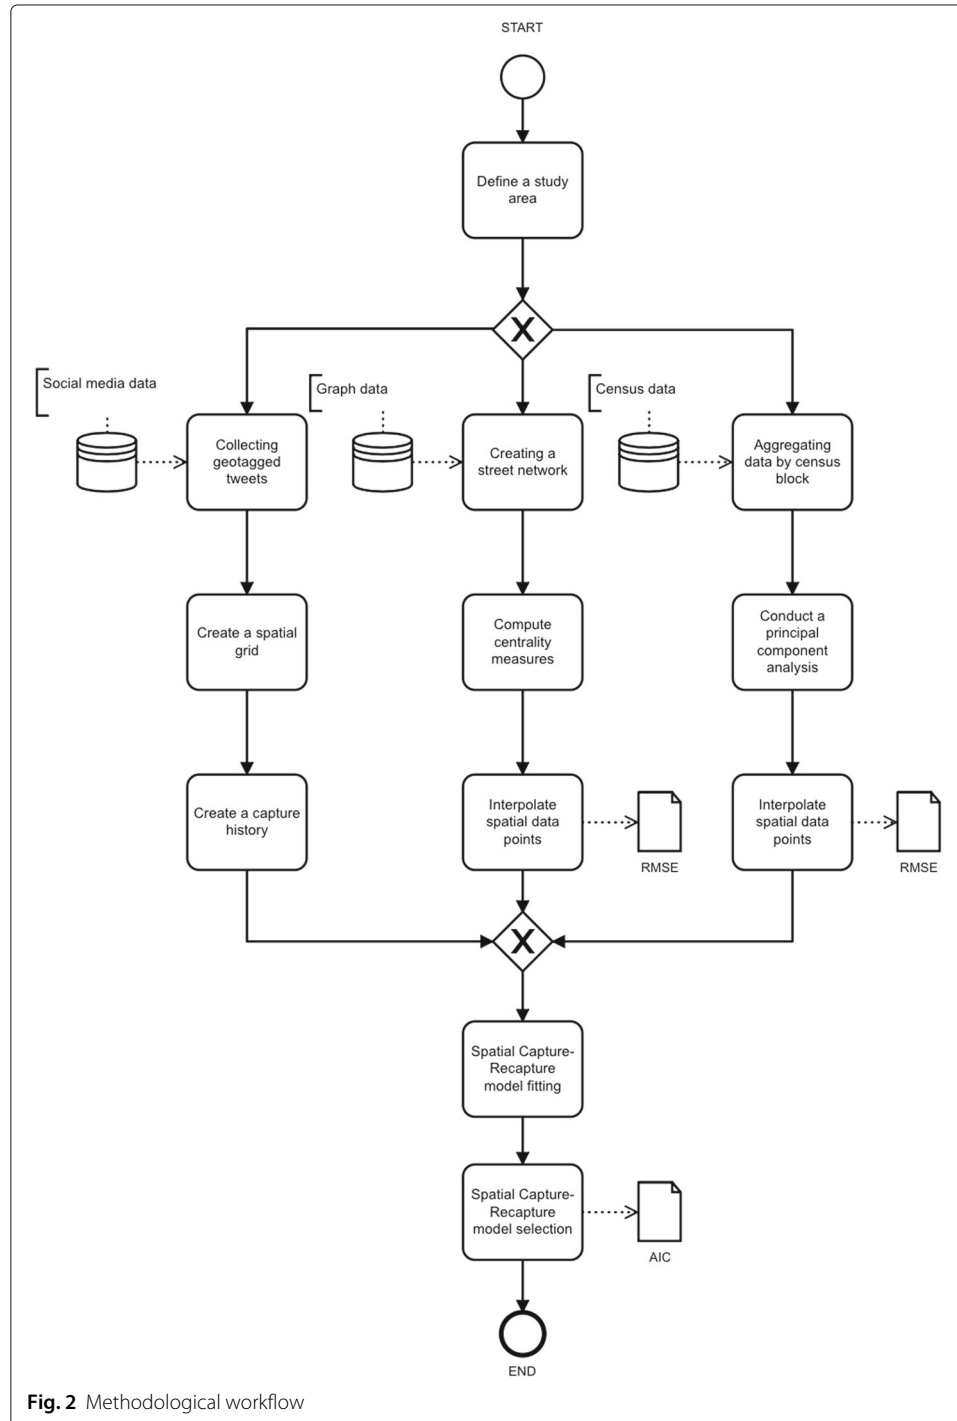 START
Define a study
area
X
Social media data
Graph data
Census data
Collecting
geotagged
tweets
Creating a
street network
Aggregating
data by census
block
Create a spatial
grid
Compute
centrality
measures
Conduct a
principal
component
analysis
Create a capture
history
Interpolate
spatial data
points
RMSE
Interpolate
spatial data
points
RMSE
X
Spatial Capture-
Recapture
model fitting
Spatial Capture-
Recapture
model selection
AIC
END
Fig. 2 Methodological workflow